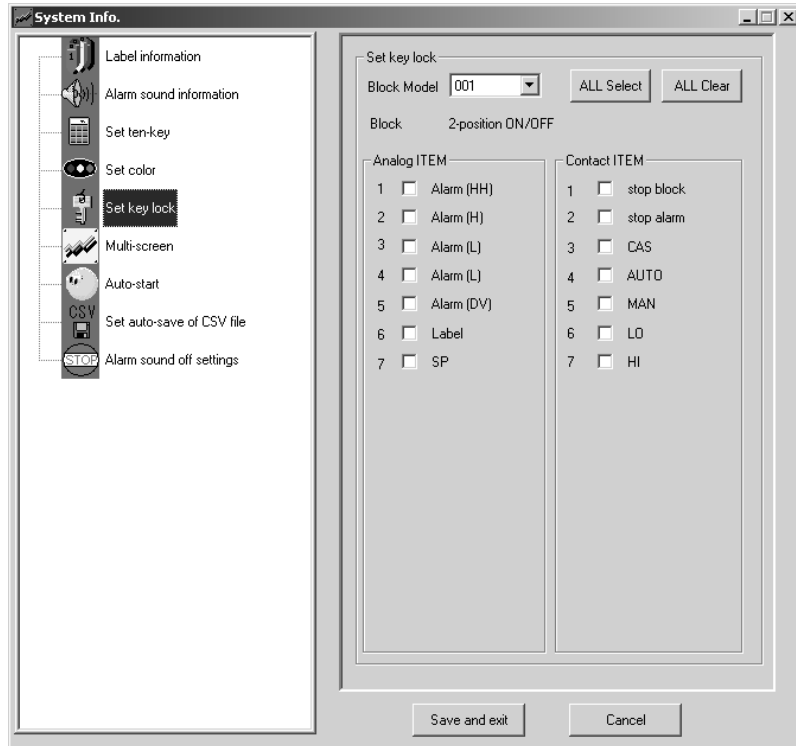 System Info.
Label information
Alarm sound information
Set ten-key
Set color
Set key lock
Multi-screen
Auto-start
CSV
Set auto-save of CSV file
STOP
Alarm sound off settings
Set key lock
Block Model 001 ALL Select ALL Clear
Block 2-position ON/OFF
Analog ITEM
1 Alarm (HH)
2 Alarm (H)
3 Alarm (L)
4 Alarm (L)
5 Alarm (DV)
6 Label
7 SP
Contact ITEM
1 stop block
2 stop alarm
3 CAS
4 AUTO
5 MAN
6 LO
7 HI
Save and exit Cancel